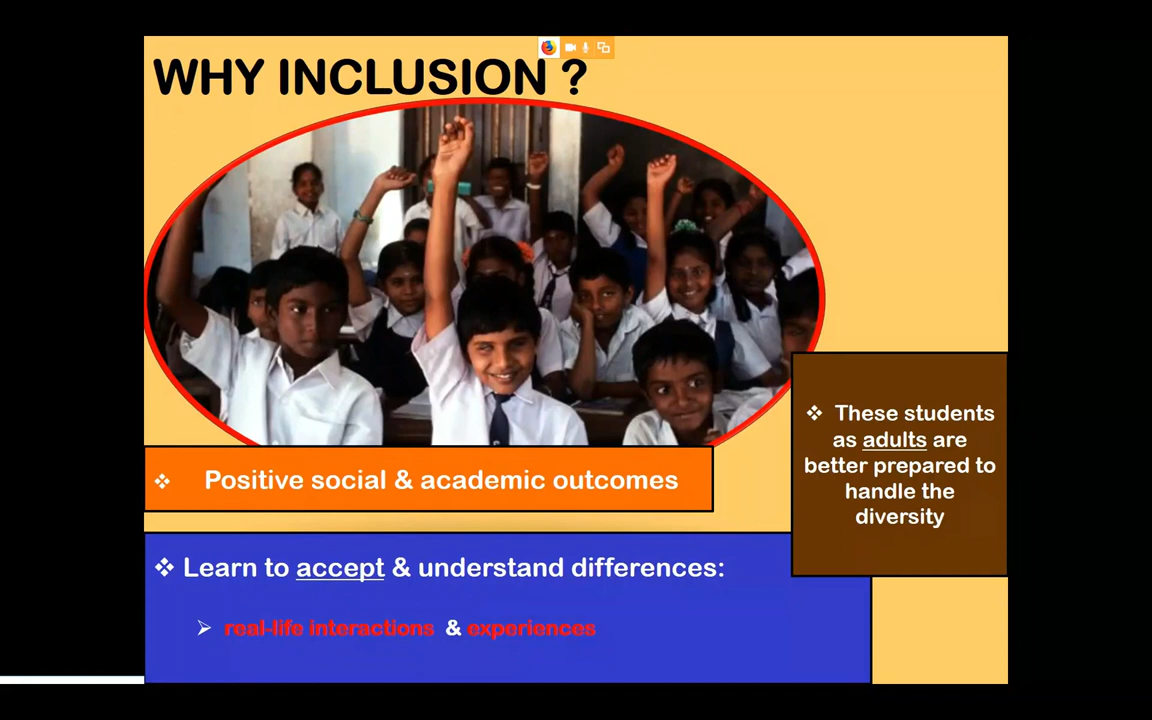 WHY INCLUSION ?
❖ Positive social & academic outcomes
❖ These students
as adults are
better prepared to
handle the
diversity
❖ Learn to accept & understand differences:
➢ real-life interactions & experiences